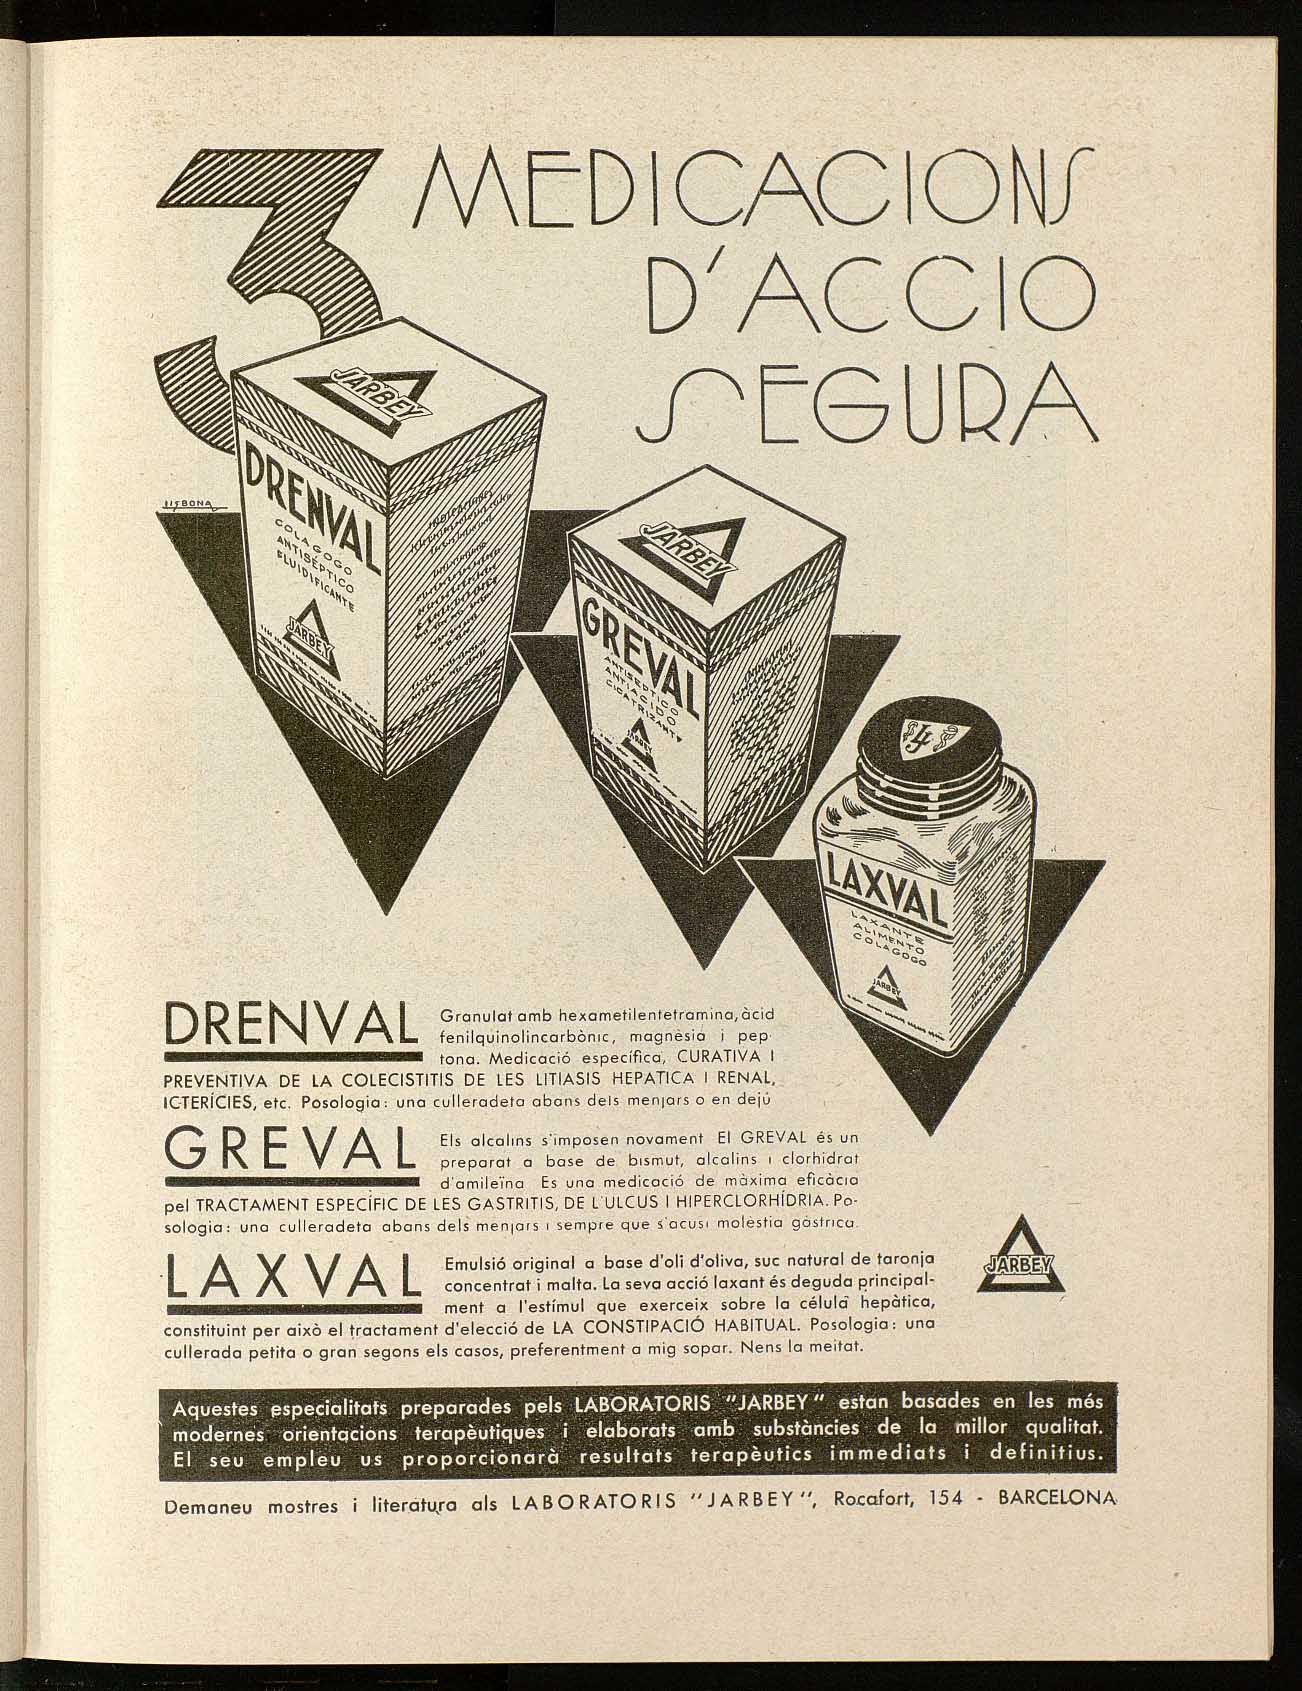 3 MEDICACIONS
D'ACCIO
SEGURA
JARBEY
DRENVAL
COLAGOGO
ANTISÉPTICO
FLUIDIFICANTE
JARBEY
LISBONA
JARBEY
GREVAL
ANTISEPTICO
ANTIACIDO
CICATRIZANTE
JARBEY
LJ
LAXVAL
LAXANTE
ALIMENTO
COLAGOGO
JARBEY
DRENVAL Granulat amb hexametilentetramina, àcid
fenilquinolincarbònic, magnèsia i pep-
tona. Medicació específica, CURATIVA I
PREVENTIVA DE LA COLECISTITIS DE LES LITIASIS HEPATICA I RENAL,
ICTERÍCIES, etc. Posologia: una culleradeta abans dels menjars o en dejú
GREVAL Els alcalins s'imposen novament El GREVAL és un
preparat a base de bismut, alcalins i clorhidrat
d'amileïna Es una medicació de màxima eficàcia
pel TRACTAMENT ESPECÍFIC DE LES GASTRITIS, DE L'ULCUS I HIPERCLORHÍDRIA. Po-
sologia: una culleradeta abans dels menjars i sempre que s'acusi molèstia gàstrica.
LAXVAL Emulsió original a base d'oli d'oliva, suc natural de taronja
concentrat i malta. La seva acció laxant és deguda principal-
ment a l'estímul que exerceix sobre la célula hepàtica,
constituint per això el tractament d'elecció de LA CONSTIPACIÓ HABITUAL. Posologia: una
cullerada petita o gran segons els casos, preferentment a mig sopar. Nens la meitat.
JARBEY
Aquestes especialitats preparades pels LABORATORIS "JARBEY" estan basades en les més
modernes orientacions terapèutiques i elaborats amb substàncies de la millor qualitat.
El seu empleu us proporcionarà resultats terapèutics immediats i definitius.
Demaneu mostres i literatura als LABORATORIS "JARBEY", Rocafort, 154 - BARCELONA